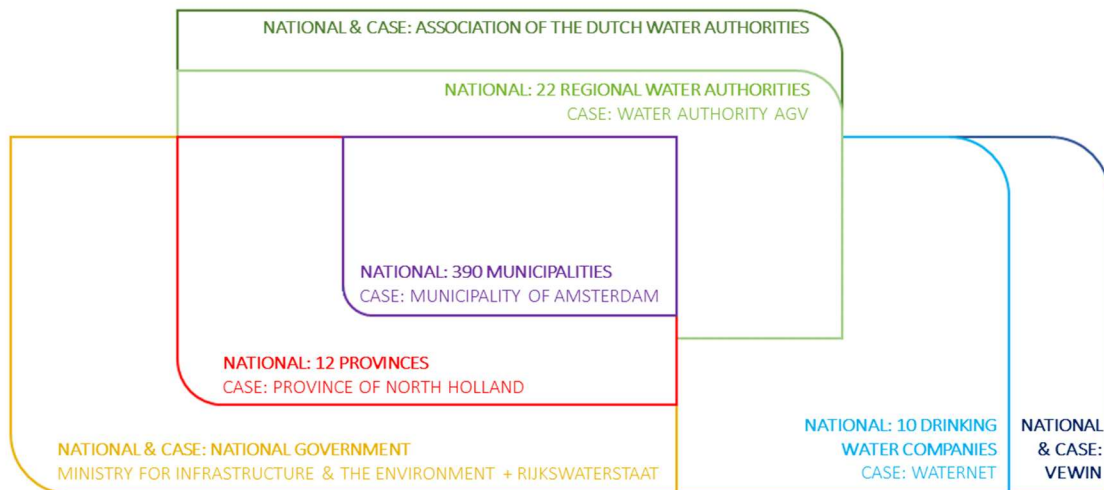 NATIONAL & CASE: ASSOCIATION OF THE DUTCH WATER AUTHORITIES
NATIONAL: 22 REGIONAL WATER AUTHORITIES
CASE: WATER AUTHORITY AGV
NATIONAL: 390 MUNICIPALITIES
CASE: MUNICIPALITY OF AMSTERDAM
NATIONAL: 12 PROVINCES
CASE: PROVINCE OF NORTH HOLLAND
NATIONAL & CASE: NATIONAL GOVERNMENT
MINISTRY FOR INFRASTRUCTURE & THE ENVIRONMENT + RIJKSWATERSTAAT
NATIONAL: 10 DRINKING
WATER COMPANIES
CASE: WATERNET
NATIONAL
& CASE:
VEWIN